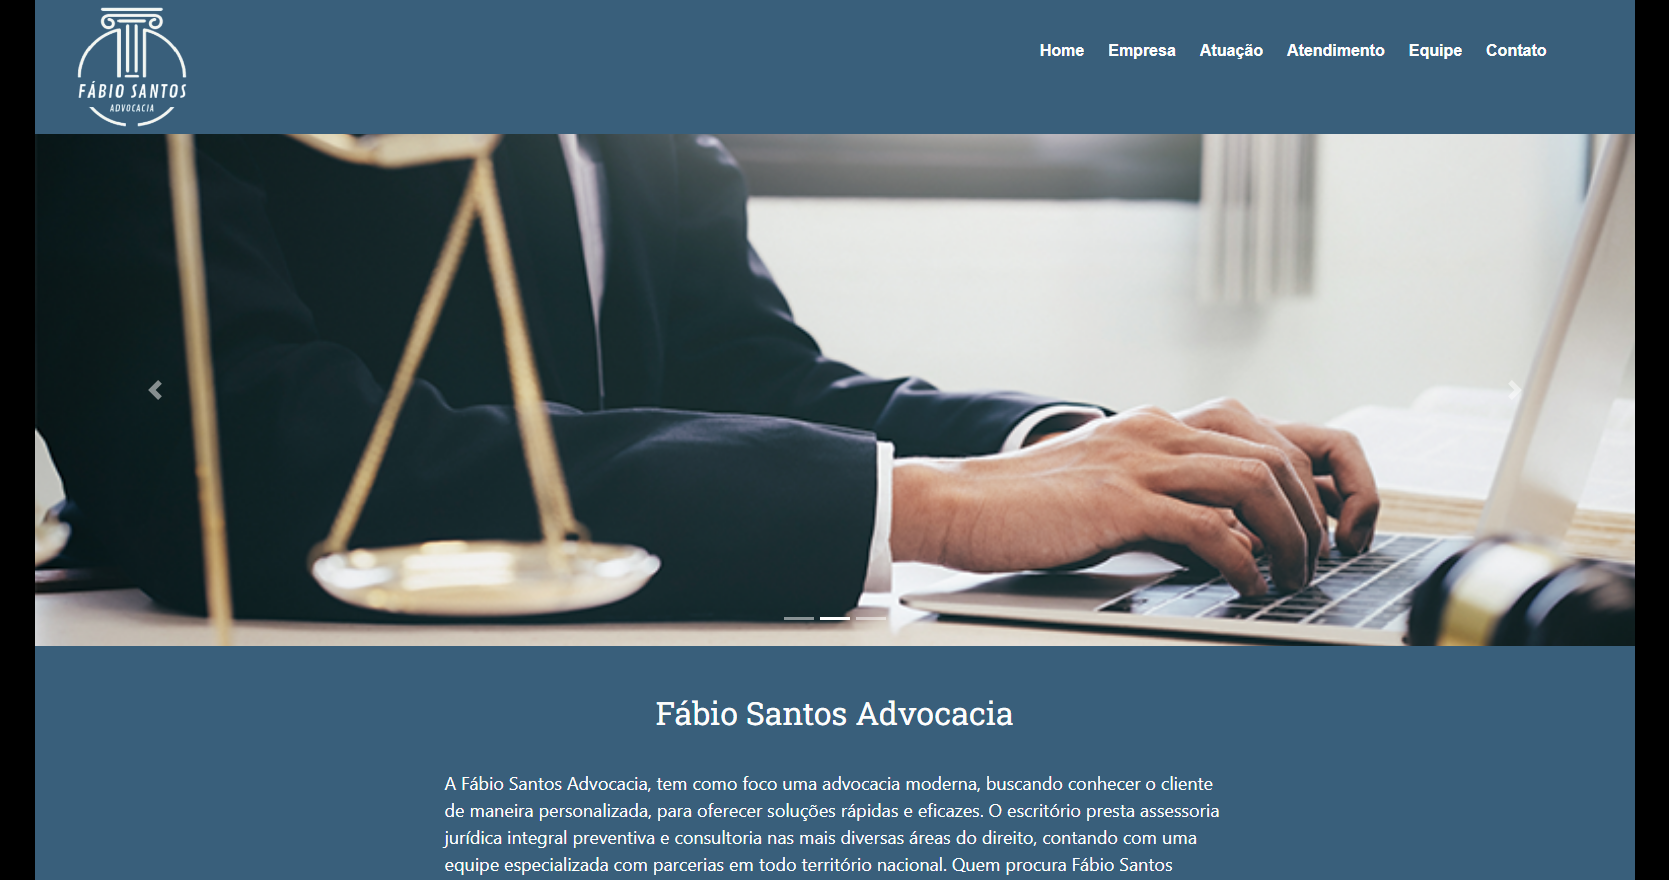 FÁBIO SANTOS
ADVOCACIA
Home Empresa Atuação Atendimento Equipe Contato
Fábio Santos Advocacia
A Fábio Santos Advocacia, tem como foco uma advocacia moderna, buscando conhecer o cliente
de maneira personalizada, para oferecer soluções rápidas e eficazes. O escritório presta assessoria
jurídica integral preventiva e consultoria nas mais diversas áreas do direito, contando com uma
equipe especializada com parcerias em todo território nacional. Quem procura Fábio Santos